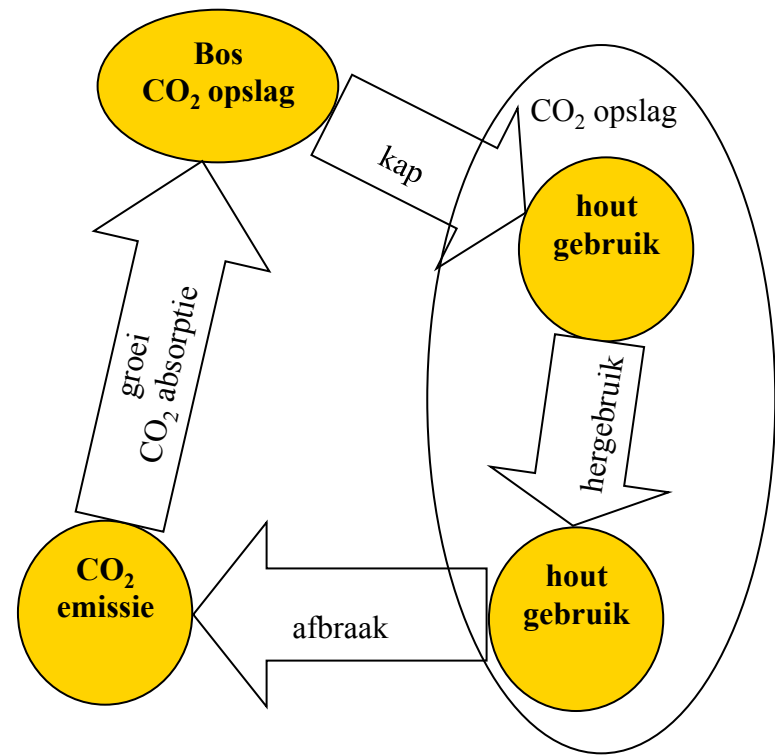 Bos
CO₂ opslag
kap
CO₂ opslag
hout
gebruik
hergebruik
hout
gebruik
afbraak
CO₂
emissie
groei
CO₂ absorptie